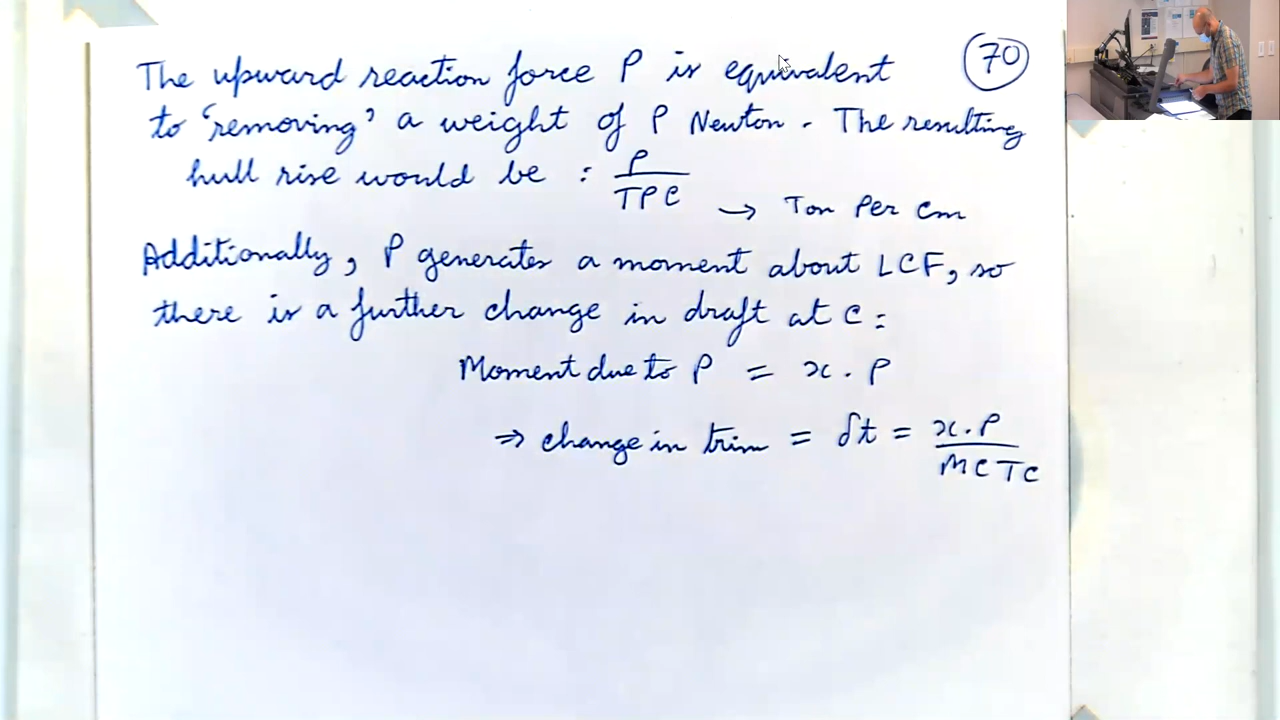 The upward reaction force P is equivalent
70
to 'removing' a weight of P Newton. The resulting
hull rise would be : P / TPC
→ Ton Per cm
Additionally, P generates a moment about LCF, so
there is a further change in draft at C :
Moment due to P = x . P
⇒ change in trim = δt = x.P / MCTC